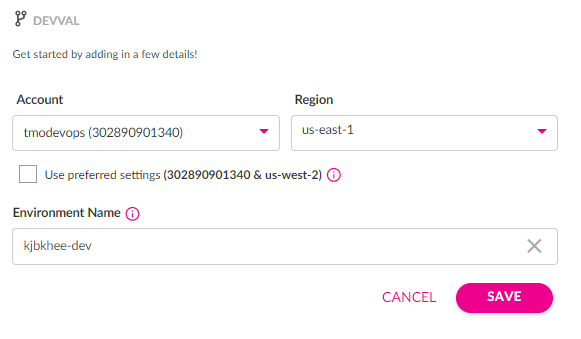 DEVVAL
Get started by adding in a few details!
Account Region
tmodevops (302890901340) us-east-1
Use preferred settings (302890901340 & us-west-2)
Environment Name
kjbkhee-dev
CANCEL SAVE